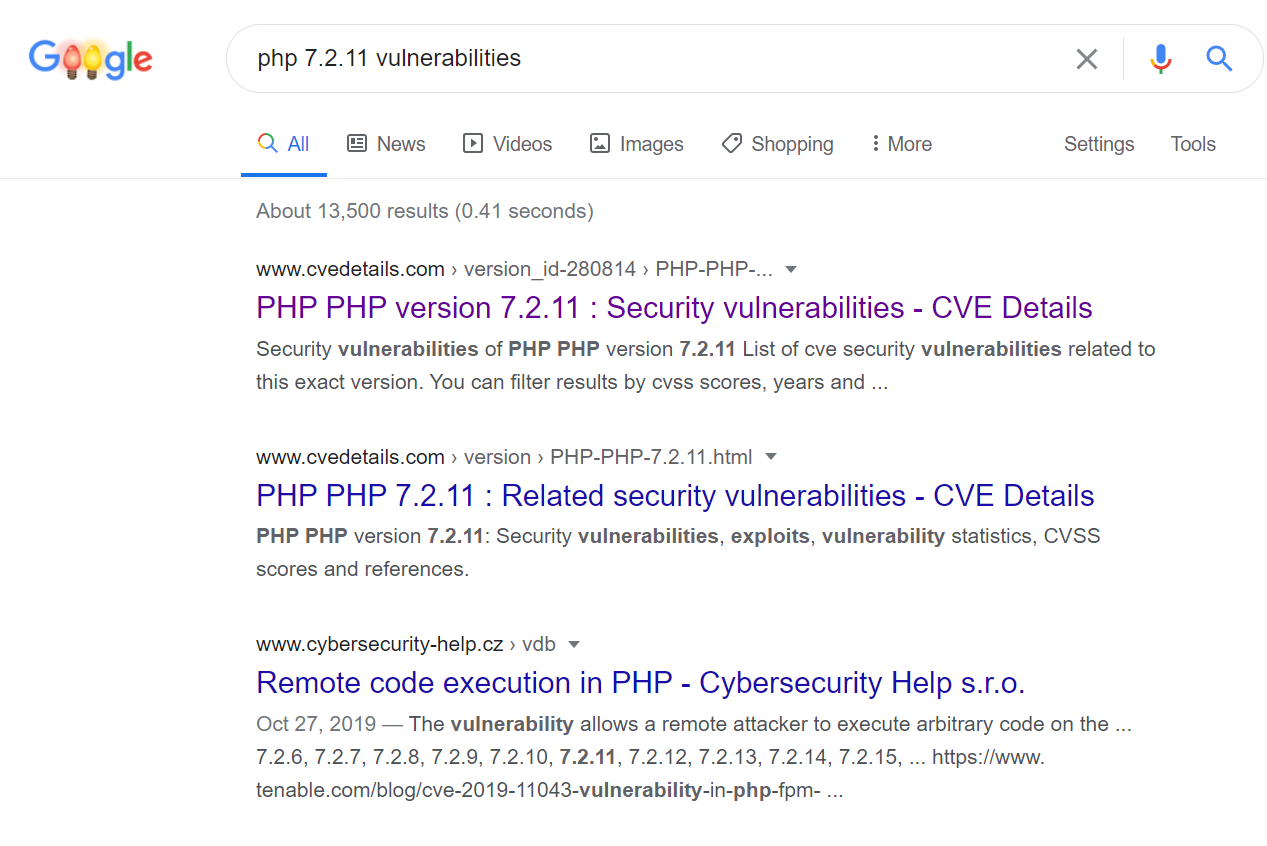 Google
php 7.2.11 vulnerabilities
All News Videos Images Shopping More Settings Tools
About 13,500 results (0.41 seconds)
www.cvedetails.com › version_id-280814 › PHP-PHP-...
PHP PHP version 7.2.11 : Security vulnerabilities - CVE Details
Security vulnerabilities of PHP PHP version 7.2.11 List of cve security vulnerabilities related to
this exact version. You can filter results by cvss scores, years and ...
www.cvedetails.com › version › PHP-PHP-7.2.11.html
PHP PHP 7.2.11 : Related security vulnerabilities - CVE Details
PHP PHP version 7.2.11: Security vulnerabilities, exploits, vulnerability statistics, CVSS
scores and references.
www.cybersecurity-help.cz › vdb
Remote code execution in PHP - Cybersecurity Help s.r.o.
Oct 27, 2019 — The vulnerability allows a remote attacker to execute arbitrary code on the ...
7.2.6, 7.2.7, 7.2.8, 7.2.9, 7.2.10, 7.2.11, 7.2.12, 7.2.13, 7.2.14, 7.2.15, ... https://www.
tenable.com/blog/cve-2019-11043-vulnerability-in-php-fpm- ...